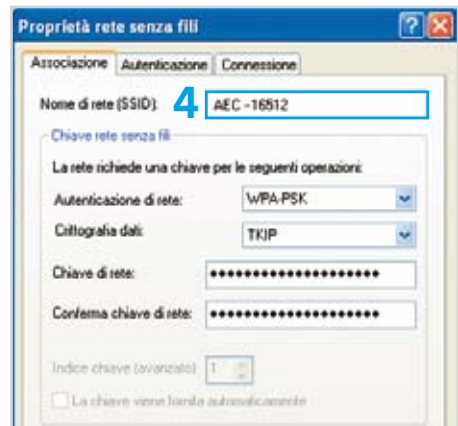 Proprietà rete senza fili
Associazione Autenticazione Connessione
Nome di rete (SSID): 4 AEC -16512
Chiave rete senza fili
La rete richiede una chiave per le seguenti operazioni:
Autenticazione di rete: WPA-PSK
Crittografia dati: TKIP
Chiave di rete: ••••••••••••••••••••
Conferma chiave di rete: ••••••••••••••••••••
Indice chiave (avanzato): 1
La chiave viene fornita automaticamente